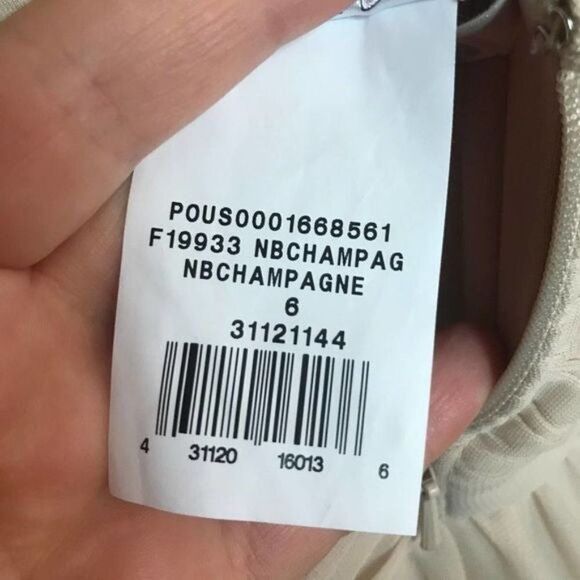 POUS0001668561
F19933 NBCHAMPAG
NBCHAMPAGNE
6
31121144
4 31120 16013 6